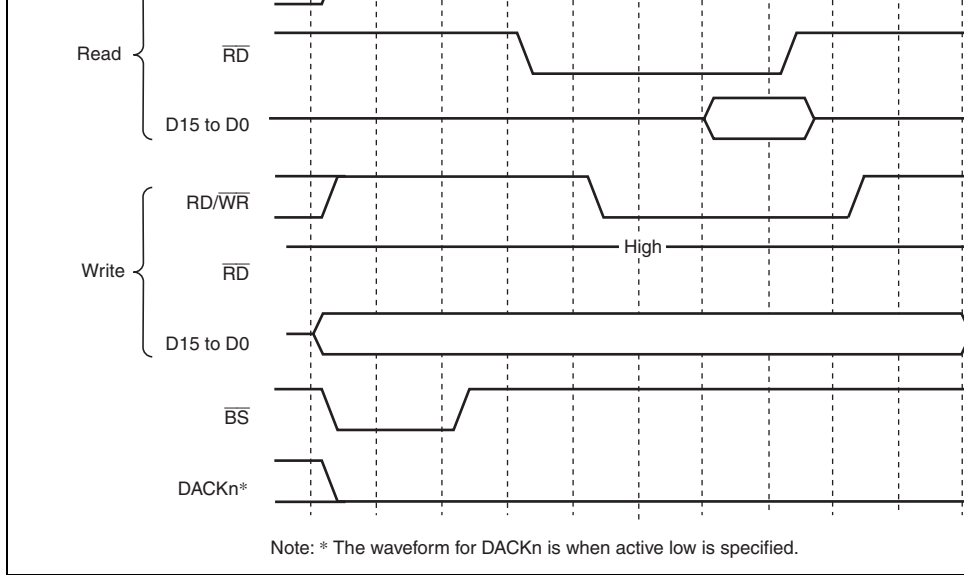 Read
RD
D15 to D0
RD/WR
High
Write
RD
D15 to D0
BS
DACKn*
Note: * The waveform for DACKn is when active low is specified.